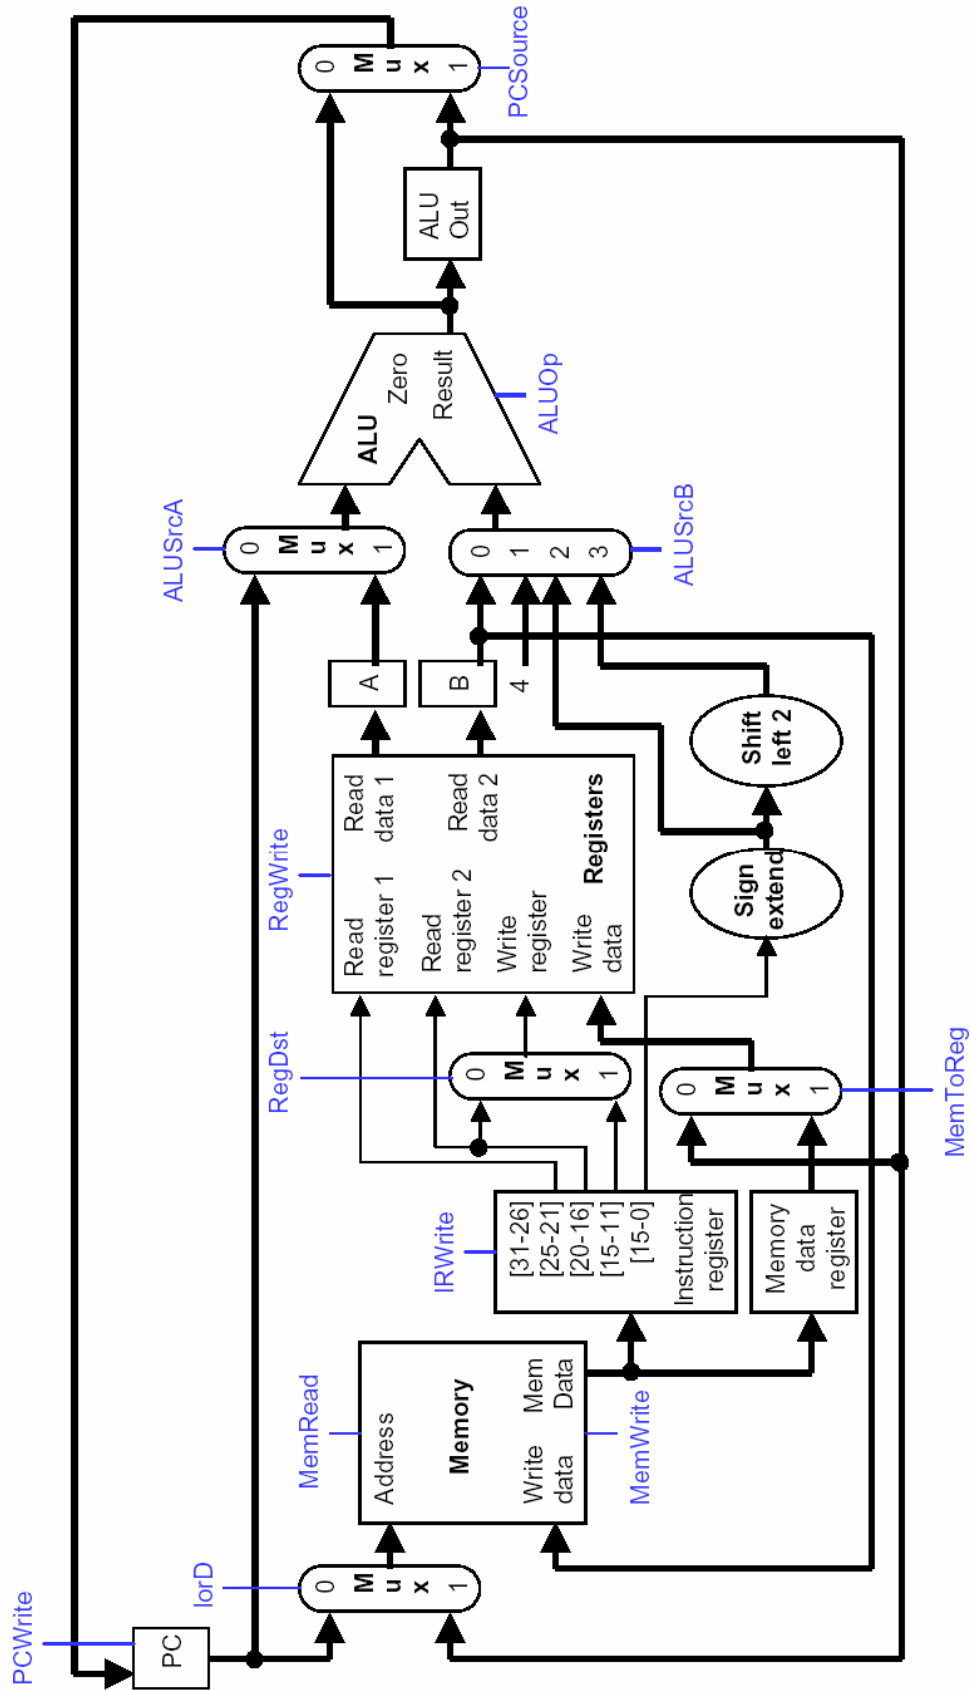 PCWrite
PC
IorD
0
M
u
x
1
MemRead
Address
Memory
Write
data
Mem
Data
MemWrite
IRWrite
[31-26]
[25-21]
[20-16]
[15-11]
[15-0]
Instruction
register
Memory
data
register
RegDst
0
M
u
x
1
0
M
u
x
1
MemToReg
RegWrite
Read
register 1
Read
data 1
Read
register 2
Read
data 2
Write
register
Write
data
Registers
Sign
extend
Shift
left 2
A
B
4
ALUSrcA
0
M
u
x
1
0
1
2
3
ALUSrcB
ALU
Zero
Result
ALUOp
ALU
Out
0
M
u
x
1
PCSource